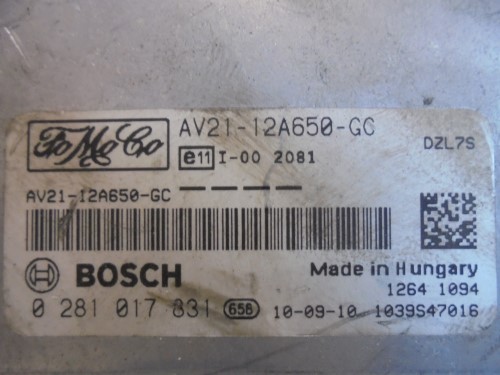 FoMoCo AV21-12A650-GC
e11 I-00 2081 DZL7S
AV21-12A650-GC
BOSCH Made in Hungary
1264 1094
0 281 017 831 658 10-09-10 1039S47016